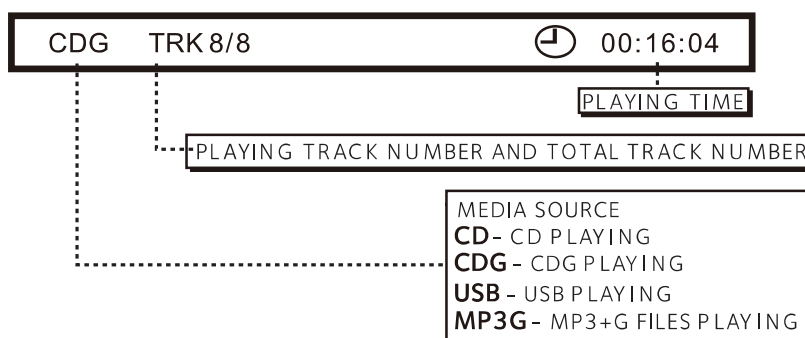 CDG TRK 8/8 00:16:04
PLAYING TIME
PLAYING TRACK NUMBER AND TOTAL TRACK NUMBER
MEDIA SOURCE
CD - CD PLAYING
CDG - CDG PLAYING
USB - USB PLAYING
MP3G - MP3+G FILES PLAYING